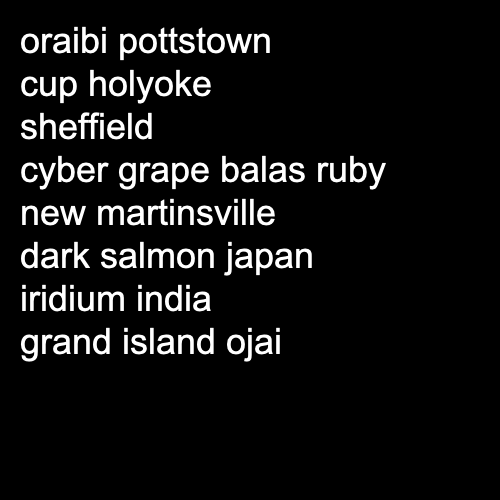 oraibi pottstown
cup holyoke
sheffield
cyber grape balas ruby
new martinsville
dark salmon japan
iridium india
grand island ojai